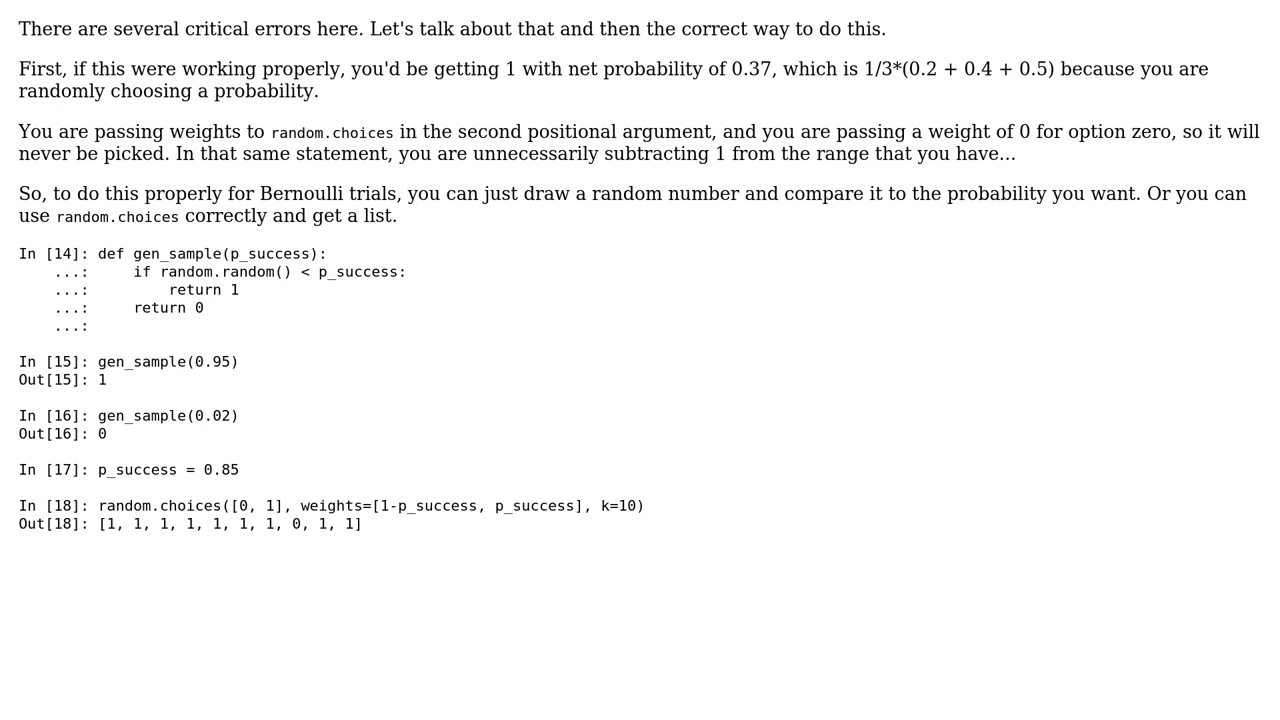 There are several critical errors here. Let's talk about that and then the correct way to do this.
First, if this were working properly, you'd be getting 1 with net probability of 0.37, which is 1/3*(0.2 + 0.4 + 0.5) because you are
randomly choosing a probability.
You are passing weights to random.choices in the second positional argument, and you are passing a weight of 0 for option zero, so it will
never be picked. In that same statement, you are unnecessarily subtracting 1 from the range that you have...
So, to do this properly for Bernoulli trials, you can just draw a random number and compare it to the probability you want. Or you can
use random.choices correctly and get a list.
In [14]: def gen_sample(p_success):
    ...:     if random.random() < p_success:
    ...:         return 1
    ...:     return 0
    ...:
In [15]: gen_sample(0.95)
Out[15]: 1
In [16]: gen_sample(0.02)
Out[16]: 0
In [17]: p_success = 0.85
In [18]: random.choices([0, 1], weights=[1-p_success, p_success], k=10)
Out[18]: [1, 1, 1, 1, 1, 1, 1, 0, 1, 1]